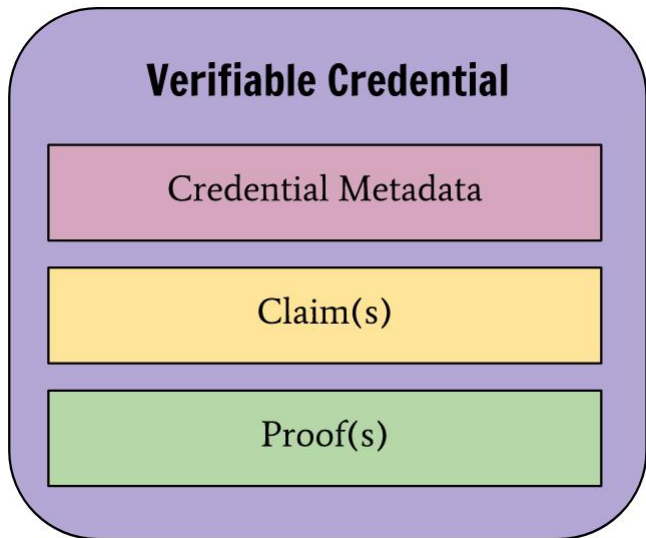 Verifiable Credential
Credential Metadata
Claim(s)
Proof(s)